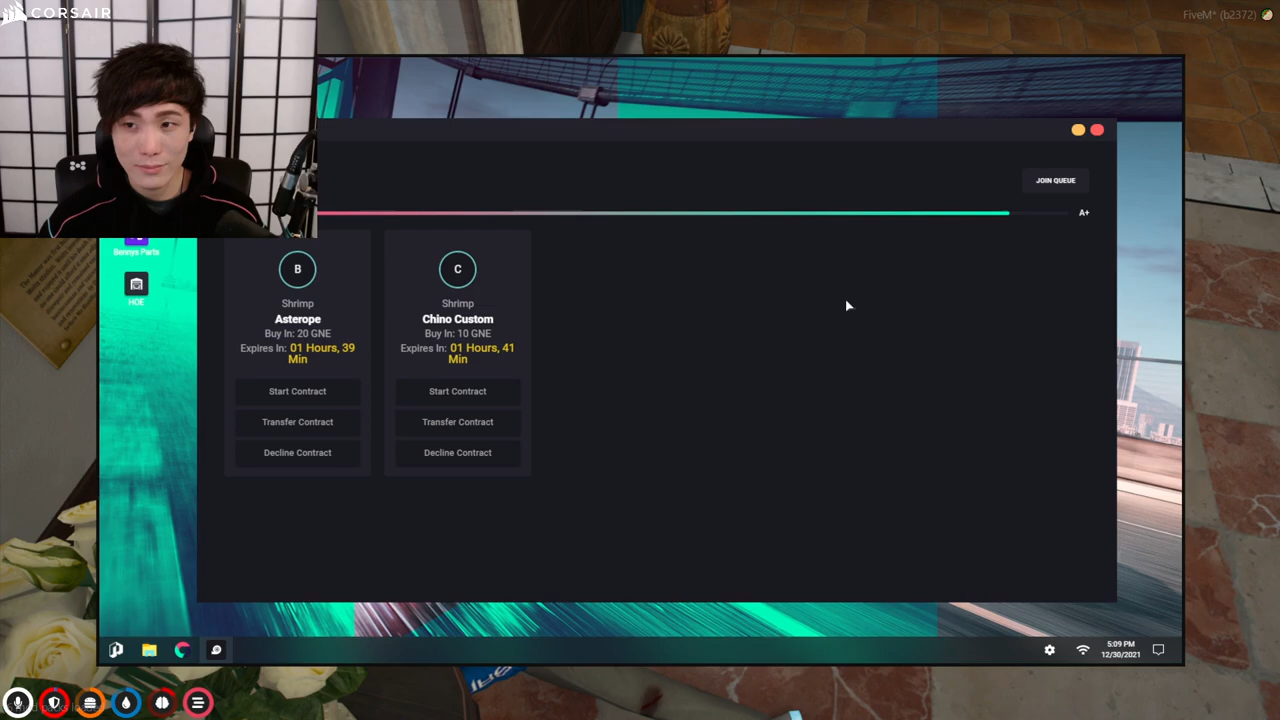 CORSAIR
FiveM* (b2372)
JOIN QUEUE
A+
Bennys Parts
HOE
B
Shrimp
Asterope
Buy In: 20 GNE
Expires In: 01 Hours, 39
Min
Start Contract
Transfer Contract
Decline Contract
C
Shrimp
Chino Custom
Buy In: 10 GNE
Expires In: 01 Hours, 41
Min
Start Contract
Transfer Contract
Decline Contract
5:09 PM
12/30/2021